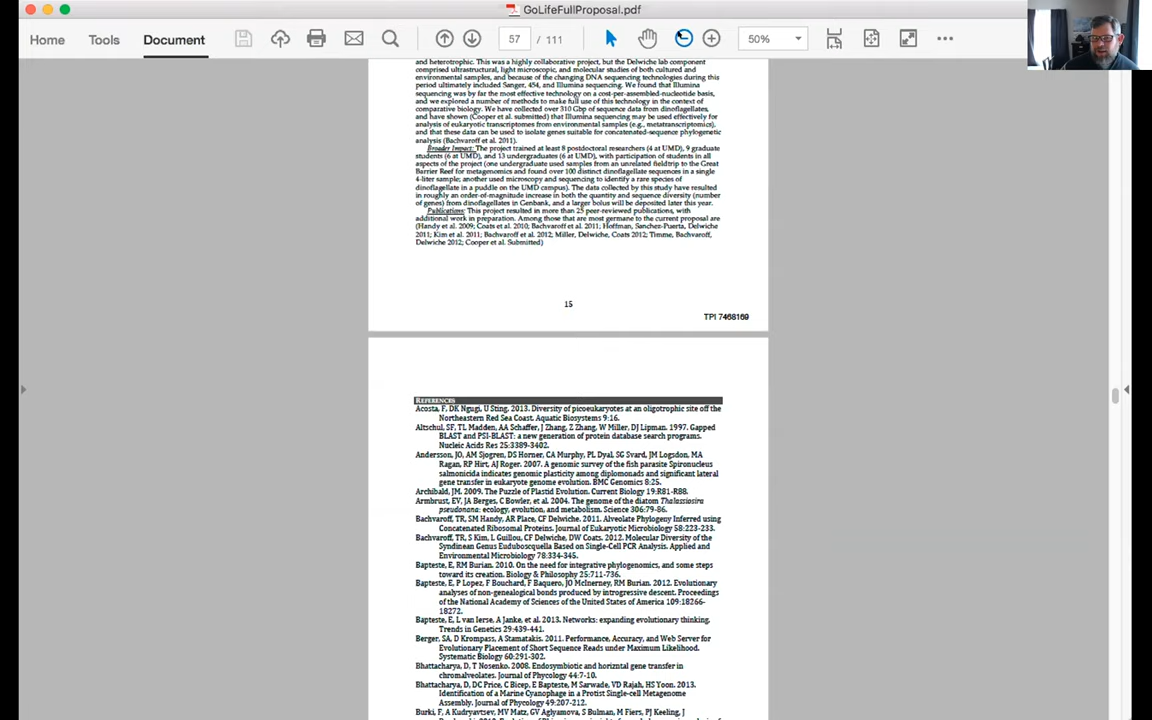 GoLifeFullProposal.pdf
Home Tools Document 57 / 111 50%
and heterotrophic. This was a highly collaborative project, but the Delwiche lab component
comprised ultrastructural, light microscopic, and molecular studies of both cultured and
environmental samples, and because of the changing DNA sequencing technologies during this
period ultimately included Sanger, 454, and Illumina sequencing. We found that Illumina
sequencing was by far the most effective technology on a cost-per-assembled-nucleotide basis,
and we explored a number of methods to make full use of this technology in the context of
comparative biology. We have collected over 310 Gbp of sequence data from dinoflagellates,
and have shown (Cooper et al. submitted) that Illumina sequencing may be used effectively for
analysis of eukaryotic transcriptomes from environmental samples (e.g., metatranscriptomics),
and that these data can be used to isolate genes suitable for concatenated-sequence phylogenetic
analysis (Bachvaroff et al. 2011).
Broader Impact: The project trained at least 8 postdoctoral researchers (4 at UMD), 9 graduate
students (6 at UMD), and 13 undergraduates (6 at UMD), with participation of students in all
aspects of the project (one undergraduate used samples from an unrelated fieldtrip to the Great
Barrier Reef for metagenomics and found over 100 distinct dinoflagellate sequences in a single
4-liter sample; another used microscopy and sequencing to identify a rare species of
dinoflagellate in a puddle on the UMD campus). The data collected by this study have resulted
in roughly an order-of-magnitude increase in both the quantity and sequence diversity (number
of genes) from dinoflagellates in Genbank, and a larger bolus will be deposited later this year.
Publications: This project resulted in more than 25 peer-reviewed publications, with
additional work in preparation. Among those that are most germane to the current proposal are
(Handy et al. 2009; Coats et al. 2010; Bachvaroff et al. 2011; Hoffman, Sanchez-Puerta, Delwiche
2011; Kim et al. 2011; Bachvaroff et al. 2012; Miller, Delwiche, Coats 2012; Timme, Bachvaroff,
Delwiche 2012; Cooper et al. Submitted)
15
TPI 7468169
REFERENCES
Acosta, F, DK Ngugi, U Sting. 2013. Diversity of picoeukaryotes at an oligotrophic site off the
Northeastern Red Sea Coast. Aquatic Biosystems 9:16.
Altschul, SF, TL Madden, AA Schaffer, J Zhang, Z Zhang, W Miller, DJ Lipman. 1997. Gapped
BLAST and PSI-BLAST: a new generation of protein database search programs.
Nucleic Acids Res 25:3389-3402.
Andersson, JO, AM Sjogren, DS Horner, CA Murphy, PL Dyal, SG Svard, JM Logsdon, MA
Ragan, RP Hirt, AJ Roger. 2007. A genomic survey of the fish parasite Spironucleus
salmonicida indicates genomic plasticity among diplomonads and significant lateral
gene transfer in eukaryote genome evolution. BMC Genomics 8:25.
Archibald, JM. 2009. The Puzzle of Plastid Evolution. Current Biology 19:R81-R88.
Armbrust, EV, JA Berges, C Bowler, et al. 2004. The genome of the diatom Thalassiosira
pseudonana: ecology, evolution, and metabolism. Science 306:79-86.
Bachvaroff, TR, SM Handy, AR Place, CF Delwiche. 2011. Alveolate Phylogeny Inferred using
Concatenated Ribosomal Proteins. Journal of Eukaryotic Microbiology 58:223-233.
Bachvaroff, TR, S Kim, L Guillou, CF Delwiche, DW Coats. 2012. Molecular Diversity of the
Syndinean Genus Euduboscquella Based on Single-Cell PCR Analysis. Applied and
Environmental Microbiology 78:334-345.
Bapteste, E, RM Burian. 2010. On the need for integrative phylogenomics, and some steps
toward its creation. Biology & Philosophy 25:711-736.
Bapteste, E, P Lopez, F Bouchard, F Baquero, JO McInerney, RM Burian. 2012. Evolutionary
analyses of non-genealogical bonds produced by introgressive descent. Proceedings
of the National Academy of Sciences of the United States of America 109:18266-
18272.
Bapteste, E, L van Ierse, A Janke, et al. 2013. Networks: expanding evolutionary thinking.
Trends in Genetics 29:439-441.
Berger, SA, D Krompass, A Stamatakis. 2011. Performance, Accuracy, and Web Server for
Evolutionary Placement of Short Sequence Reads under Maximum Likelihood.
Systematic Biology 60:291-302.
Bhattacharya, D, T Nosenko. 2008. Endosymbiotic and horizntal gene transfer in
chromalveolates. Journal of Phycology 44:7-10.
Bhattacharya, D, DC Price, C Bicep, E Bapteste, M Sarwade, VD Rajah, HS Yoon. 2013.
Identification of a Marine Cyanophage in a Protist Single-cell Metagenome
Assembly. Journal of Phycology 49:207-212.
Burki, F, A Kudryavtsev, MV Matz, GV Aglyamova, S Bulman, M Fiers, PJ Keeling, J